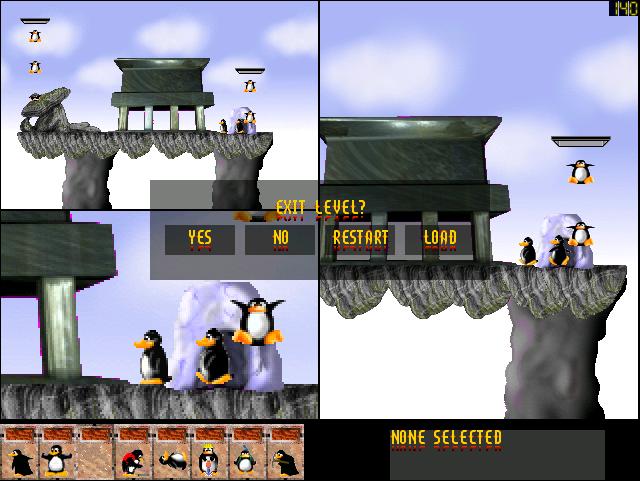 140
EXIT LEVEL?
YES NO RESTART LOAD
NONE SELECTED